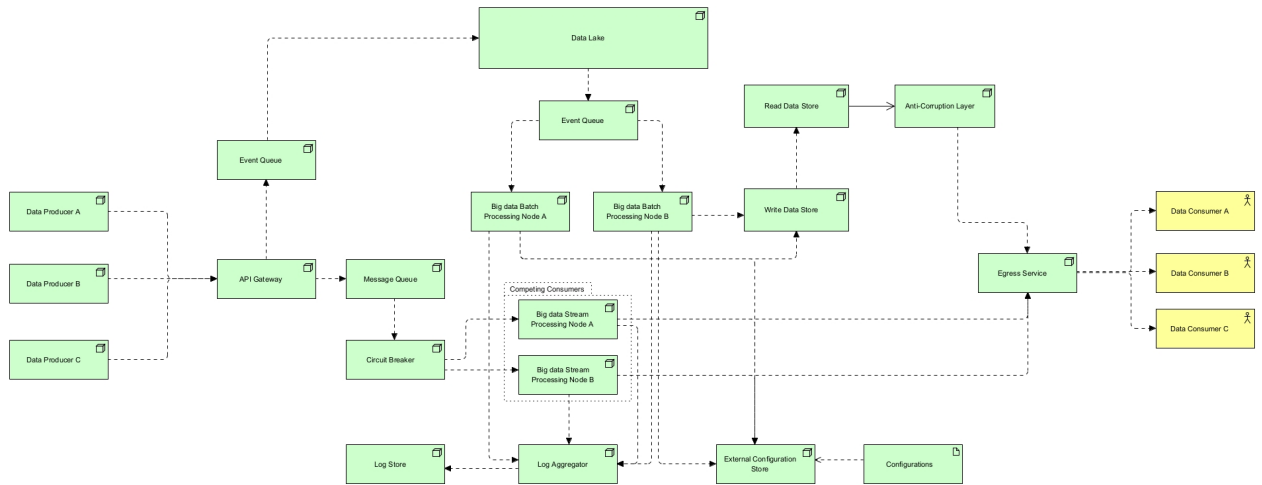 Data Lake
Read Data Store
Anti-Corruption Layer
Event Queue
Event Queue
Data Producer A
Big data Batch
Processing Node A
Big data Batch
Processing Node B
Write Data Store
Data Consumer A
Data Producer B
API Gateway
Message Queue
Egress Service
Data Consumer B
Competing Consumers
Big data Stream
Processing Node A
Data Consumer C
Data Producer C
Circuit Breaker
Big data Stream
Processing Node B
Log Store
Log Aggregator
External Configuration
Store
Configurations